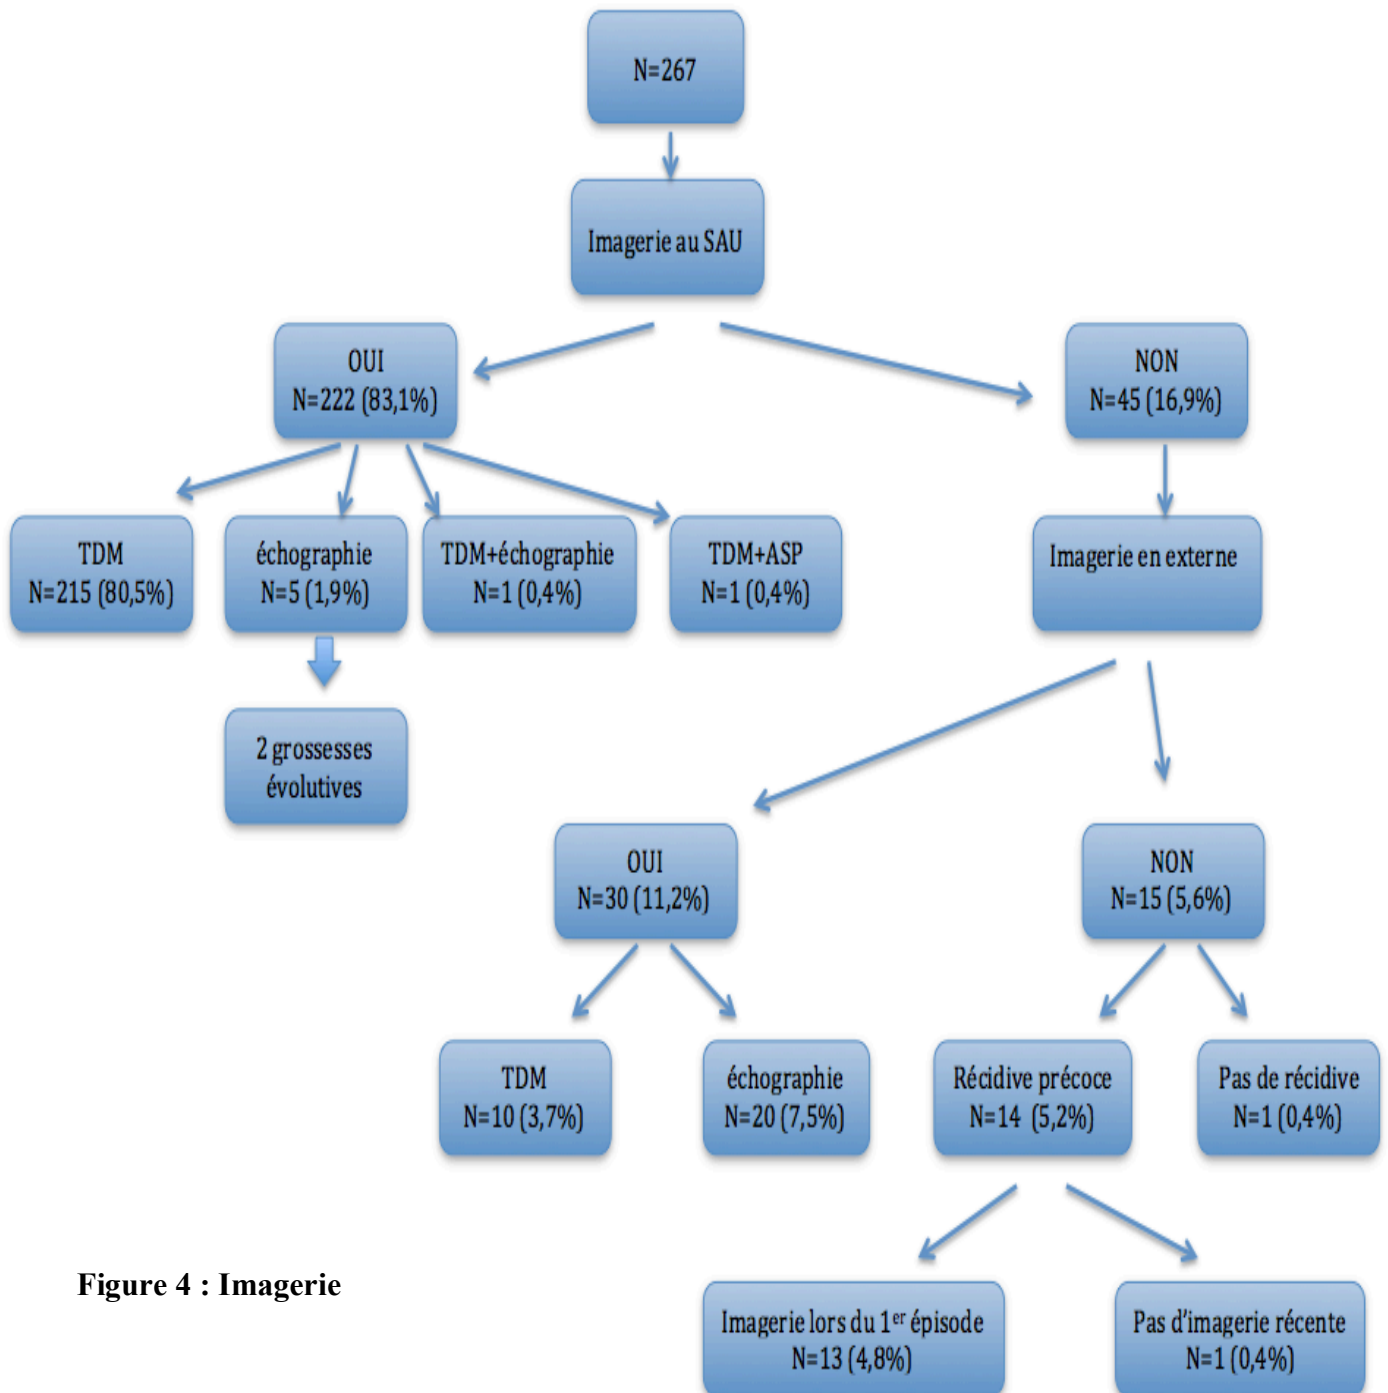 N=267
Imagerie au SAU
OUI
N=222 (83,1%)
NON
N=45 (16,9%)
TDM
N=215 (80,5%)
échographie
N=5 (1,9%)
TDM+échographie
N=1 (0,4%)
TDM+ASP
N=1 (0,4%)
Imagerie en externe
2 grossesses
évolutives
OUI
N=30 (11,2%)
NON
N=15 (5,6%)
TDM
N=10 (3,7%)
échographie
N=20 (7,5%)
Récidive précoce
N=14 (5,2%)
Pas de récidive
N=1 (0,4%)
Imagerie lors du 1er épisode
N=13 (4,8%)
Pas d'imagerie récente
N=1 (0,4%)
Figure 4 : Imagerie